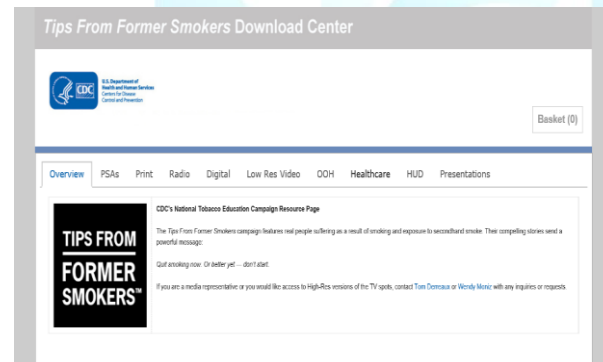 Tips From Former Smokers Download Center
CDC
U.S. Department of
Health and Human Services
Centers for Disease
Control and Prevention
Basket (0)
Overview PSAs Print Radio Digital Low Res Video OOH Healthcare HUD Presentations
CDC's National Tobacco Education Campaign Resource Page
The Tips From Former Smokers campaign features real people suffering as a result of smoking and exposure to secondhand smoke. Their compelling stories send a
powerful message:
Quit smoking now. Or better yet — don't start.
If you are a media representative or you would like access to High-Res versions of the TV spots, contact Tom or Wendy Moniz with any inquiries or requests.
TIPS FROM
FORMER
SMOKERS™